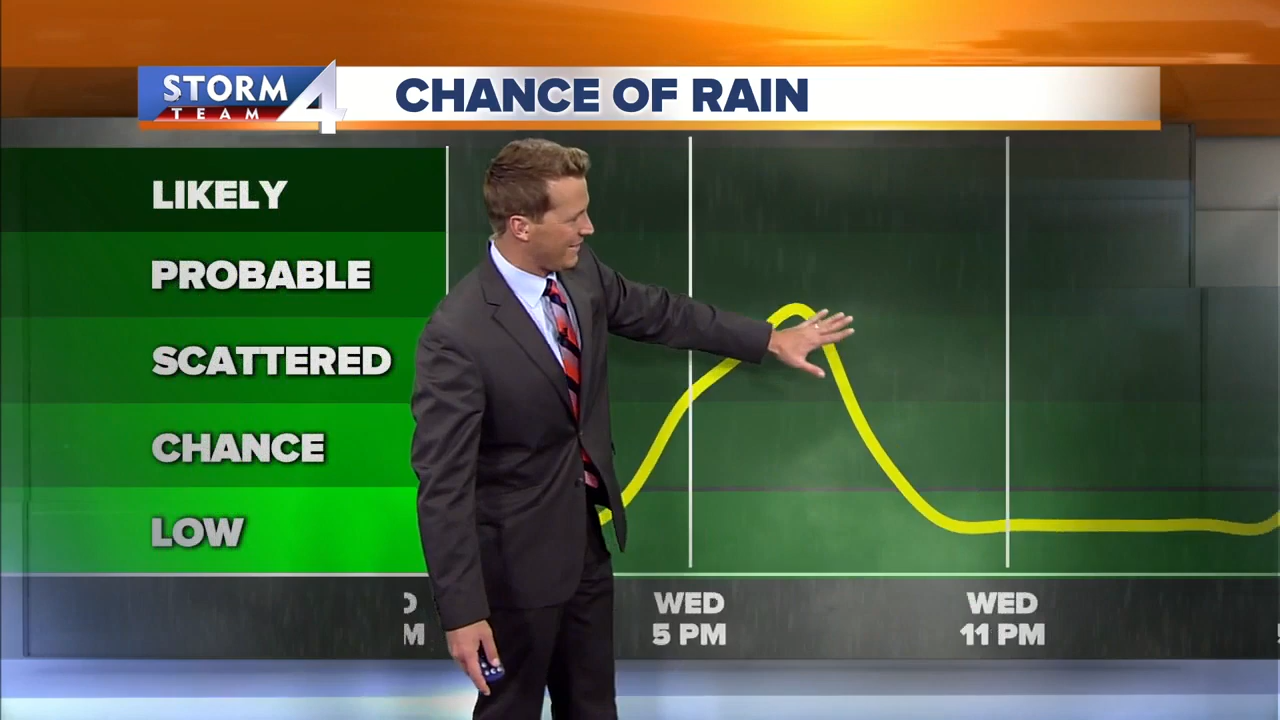 STORM
TEAM
4
CHANCE OF RAIN
LIKELY
PROBABLE
SCATTERED
CHANCE
LOW
WED
5 PM
WED
11 PM